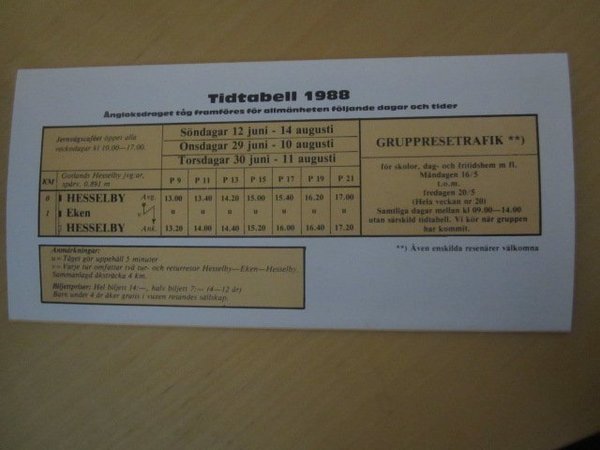 Tidtabell 1988
Ångloksdraget tåg framföres för allmänheten följande dagar och tider
Jernvägscaféet öppet alla
veckodagar kl 10.00—17.00.
Söndagar 12 juni - 14 augusti
Onsdagar 29 juni - 10 augusti
Torsdagar 30 juni - 11 augusti
KM Gotlands Hesselby jvg:ar, spårv. 0,891 m P 9 P 11 P 13 P 15 P 17 P 19 P 21
0 HESSELBY Avg. 13.00 13.40 14.20 15.00 15.40 16.20 17.00
1 Eken u u u u u u u
HESSELBY Ank. 13.20 14.00 14.40 15.20 16.00 16.40 17.20
GRUPPRESETRAFIK **)
för skolor, dag- och fritidshem m fl.
Måndagen 16/5
t.o.m.
fredagen 20/5
(Hela veckan nr 20)
Samtliga dagar mellan kl 09.00—14.00
utan särskild tidtabell. Vi kör när gruppen
har kommit.
**) Även enskilda resenärer välkomna
Anmärkningar:
u = Tåget gör uppehåll 5 minuter
Varje tur omfattar två tur- och returresor Hesselby—Eken—Hesselby.
Sammanlagd åksträcka 4 km.
Biljettpriser: Hel biljett 14:—, halv biljett 7:— (4—12 år)
Barn under 4 år åker gratis i vuxen resandes sällskap.